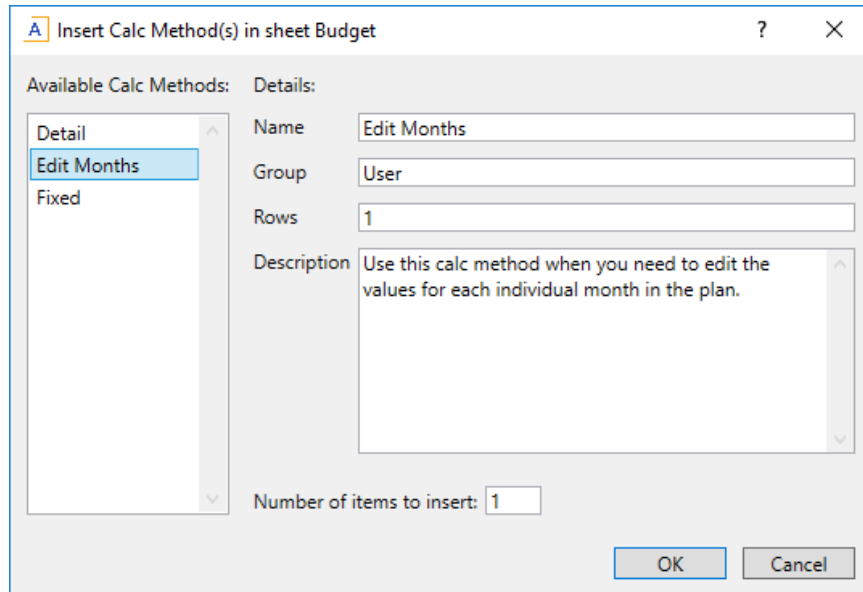 A Insert Calc Method(s) in sheet Budget ?
Available Calc Methods: Details:
Detail
Edit Months
Fixed
Name Edit Months
Group User
Rows 1
Description Use this calc method when you need to edit the
values for each individual month in the plan.
Number of items to insert: 1
OK Cancel